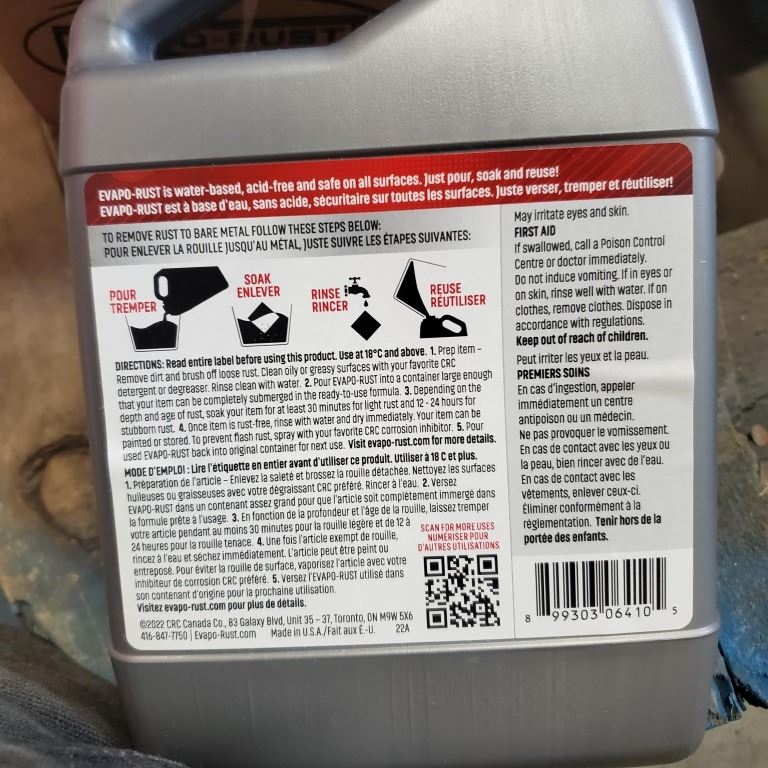 EVAPO-RUST is water-based, acid-free and safe on all surfaces. Just pour, soak and reuse!
EVAPO-RUST est à base d'eau, sans acide, sécuritaire sur toutes les surfaces. Juste verser, tremper et réutiliser!
TO REMOVE RUST TO BARE METAL FOLLOW THESE STEPS BELOW:
POUR ENLEVER LA ROUILLE JUSQU'AU MÉTAL, JUSTE SUIVRE LES ÉTAPES SUIVANTES:
POUR
TREMPER
SOAK
ENLEVER
RINSE
RINCER
REUSE
RÉUTILISER
DIRECTIONS: Read entire label before using this product. Use at 18°C and above. 1. Prep item –
Remove dirt and brush off loose rust. Clean oily or greasy surfaces with your favorite CRC
detergent or degreaser. Rinse clean with water. 2. Pour EVAPO-RUST into a container large enough
that your item can be completely submerged in the ready-to-use formula. 3. Depending on the
depth and age of rust, soak your item for at least 30 minutes for light rust and 12 - 24 hours for
stubborn rust. 4. Once item is rust-free, rinse with water and dry immediately. Your item can be
painted or stored. To prevent flash rust, spray with your favorite CRC corrosion inhibitor. 5. Pour
used EVAPO-RUST back into original container for next use. Visit evapo-rust.com for more details.
MODE D'EMPLOI : Lire l'étiquette en entier avant d'utiliser ce produit. Utiliser à 18 C et plus.
1. Préparation de l'article – Enlevez la saleté et brossez la rouille détachée. Nettoyez les surfaces
huileuses ou graisseuses avec votre dégraissant CRC préféré. Rincer à l'eau. 2. Versez
EVAPO-RUST dans un contenant assez grand pour que l'article soit complètement immergé dans
la formule prête à l'usage. 3. En fonction de la profondeur et l'âge de la rouille, laissez tremper
votre article pendant au moins 30 minutes pour la rouille légère et de 12 à
24 heures pour la rouille tenace. 4. Une fois l'article exempt de rouille,
rincez à l'eau et séchez immédiatement. L'article peut être peint ou
entreposé. Pour éviter la rouille de surface, vaporisez l'article avec votre
inhibiteur de corrosion CRC préféré. 5. Versez l'EVAPO-RUST utilisé dans
son contenant d'origine pour la prochaine utilisation.
Visitez evapo-rust.com pour plus de détails.
SCAN FOR MORE USES
NUMÉRISER POUR
D'AUTRES UTILISATIONS
©2022 CRC Canada Co., 83 Galaxy Blvd, Unit 35 – 37, Toronto, ON M9W 5X6
416-847-7750 | Evapo-Rust.com Made in U.S.A./Fait aux É.-U. 22A
May irritate eyes and skin.
FIRST AID
If swallowed, call a Poison Control
Centre or doctor immediately.
Do not induce vomiting. If in eyes or
on skin, rinse well with water. If on
clothes, remove clothes. Dispose in
accordance with regulations.
Keep out of reach of children.
Peut irriter les yeux et la peau.
PREMIERS SOINS
En cas d'ingestion, appeler
immédiatement un centre
antipoison ou un médecin.
Ne pas provoquer le vomissement.
En cas de contact avec les yeux ou
la peau, bien rincer avec de l'eau.
En cas de contact avec les
vêtements, enlever ceux-ci.
Éliminer conformément à la
réglementation. Tenir hors de la
portée des enfants.
8 99303 06410 5